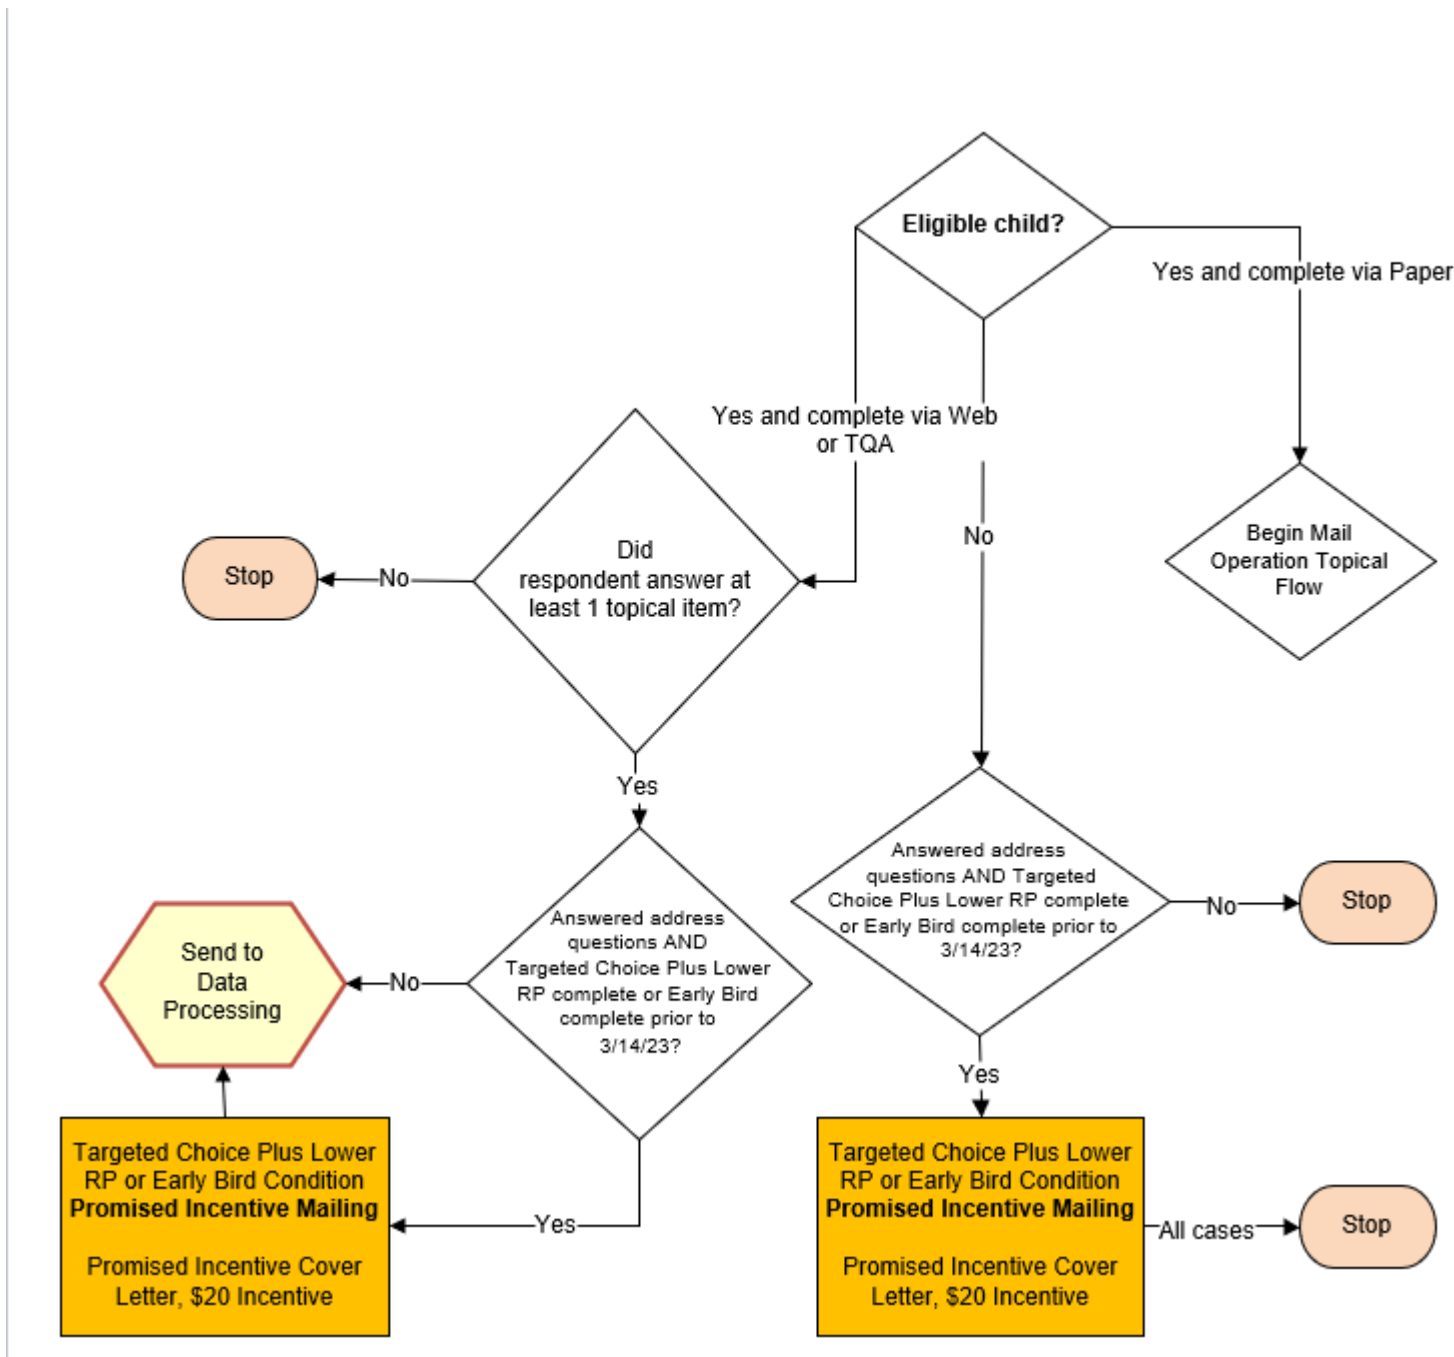 Eligible child?
Yes and complete via Paper
Yes and complete via Web
or TQA
Begin Mail
Operation Topical
Flow
No
Did
respondent answer at
least 1 topical item?
No
Stop
Yes
Answered address
questions AND Targeted
Choice Plus Lower RP complete
or Early Bird complete prior to
3/14/23?
No
Stop
Answered address
questions AND
Targeted Choice Plus Lower
RP complete or Early Bird
complete prior to
3/14/23?
No
Send to
Data
Processing
Yes
Yes
Targeted Choice Plus Lower
RP or Early Bird Condition
Promised Incentive Mailing
Promised Incentive Cover
Letter, $20 Incentive
Targeted Choice Plus Lower
RP or Early Bird Condition
Promised Incentive Mailing
Promised Incentive Cover
Letter, $20 Incentive
All cases
Stop